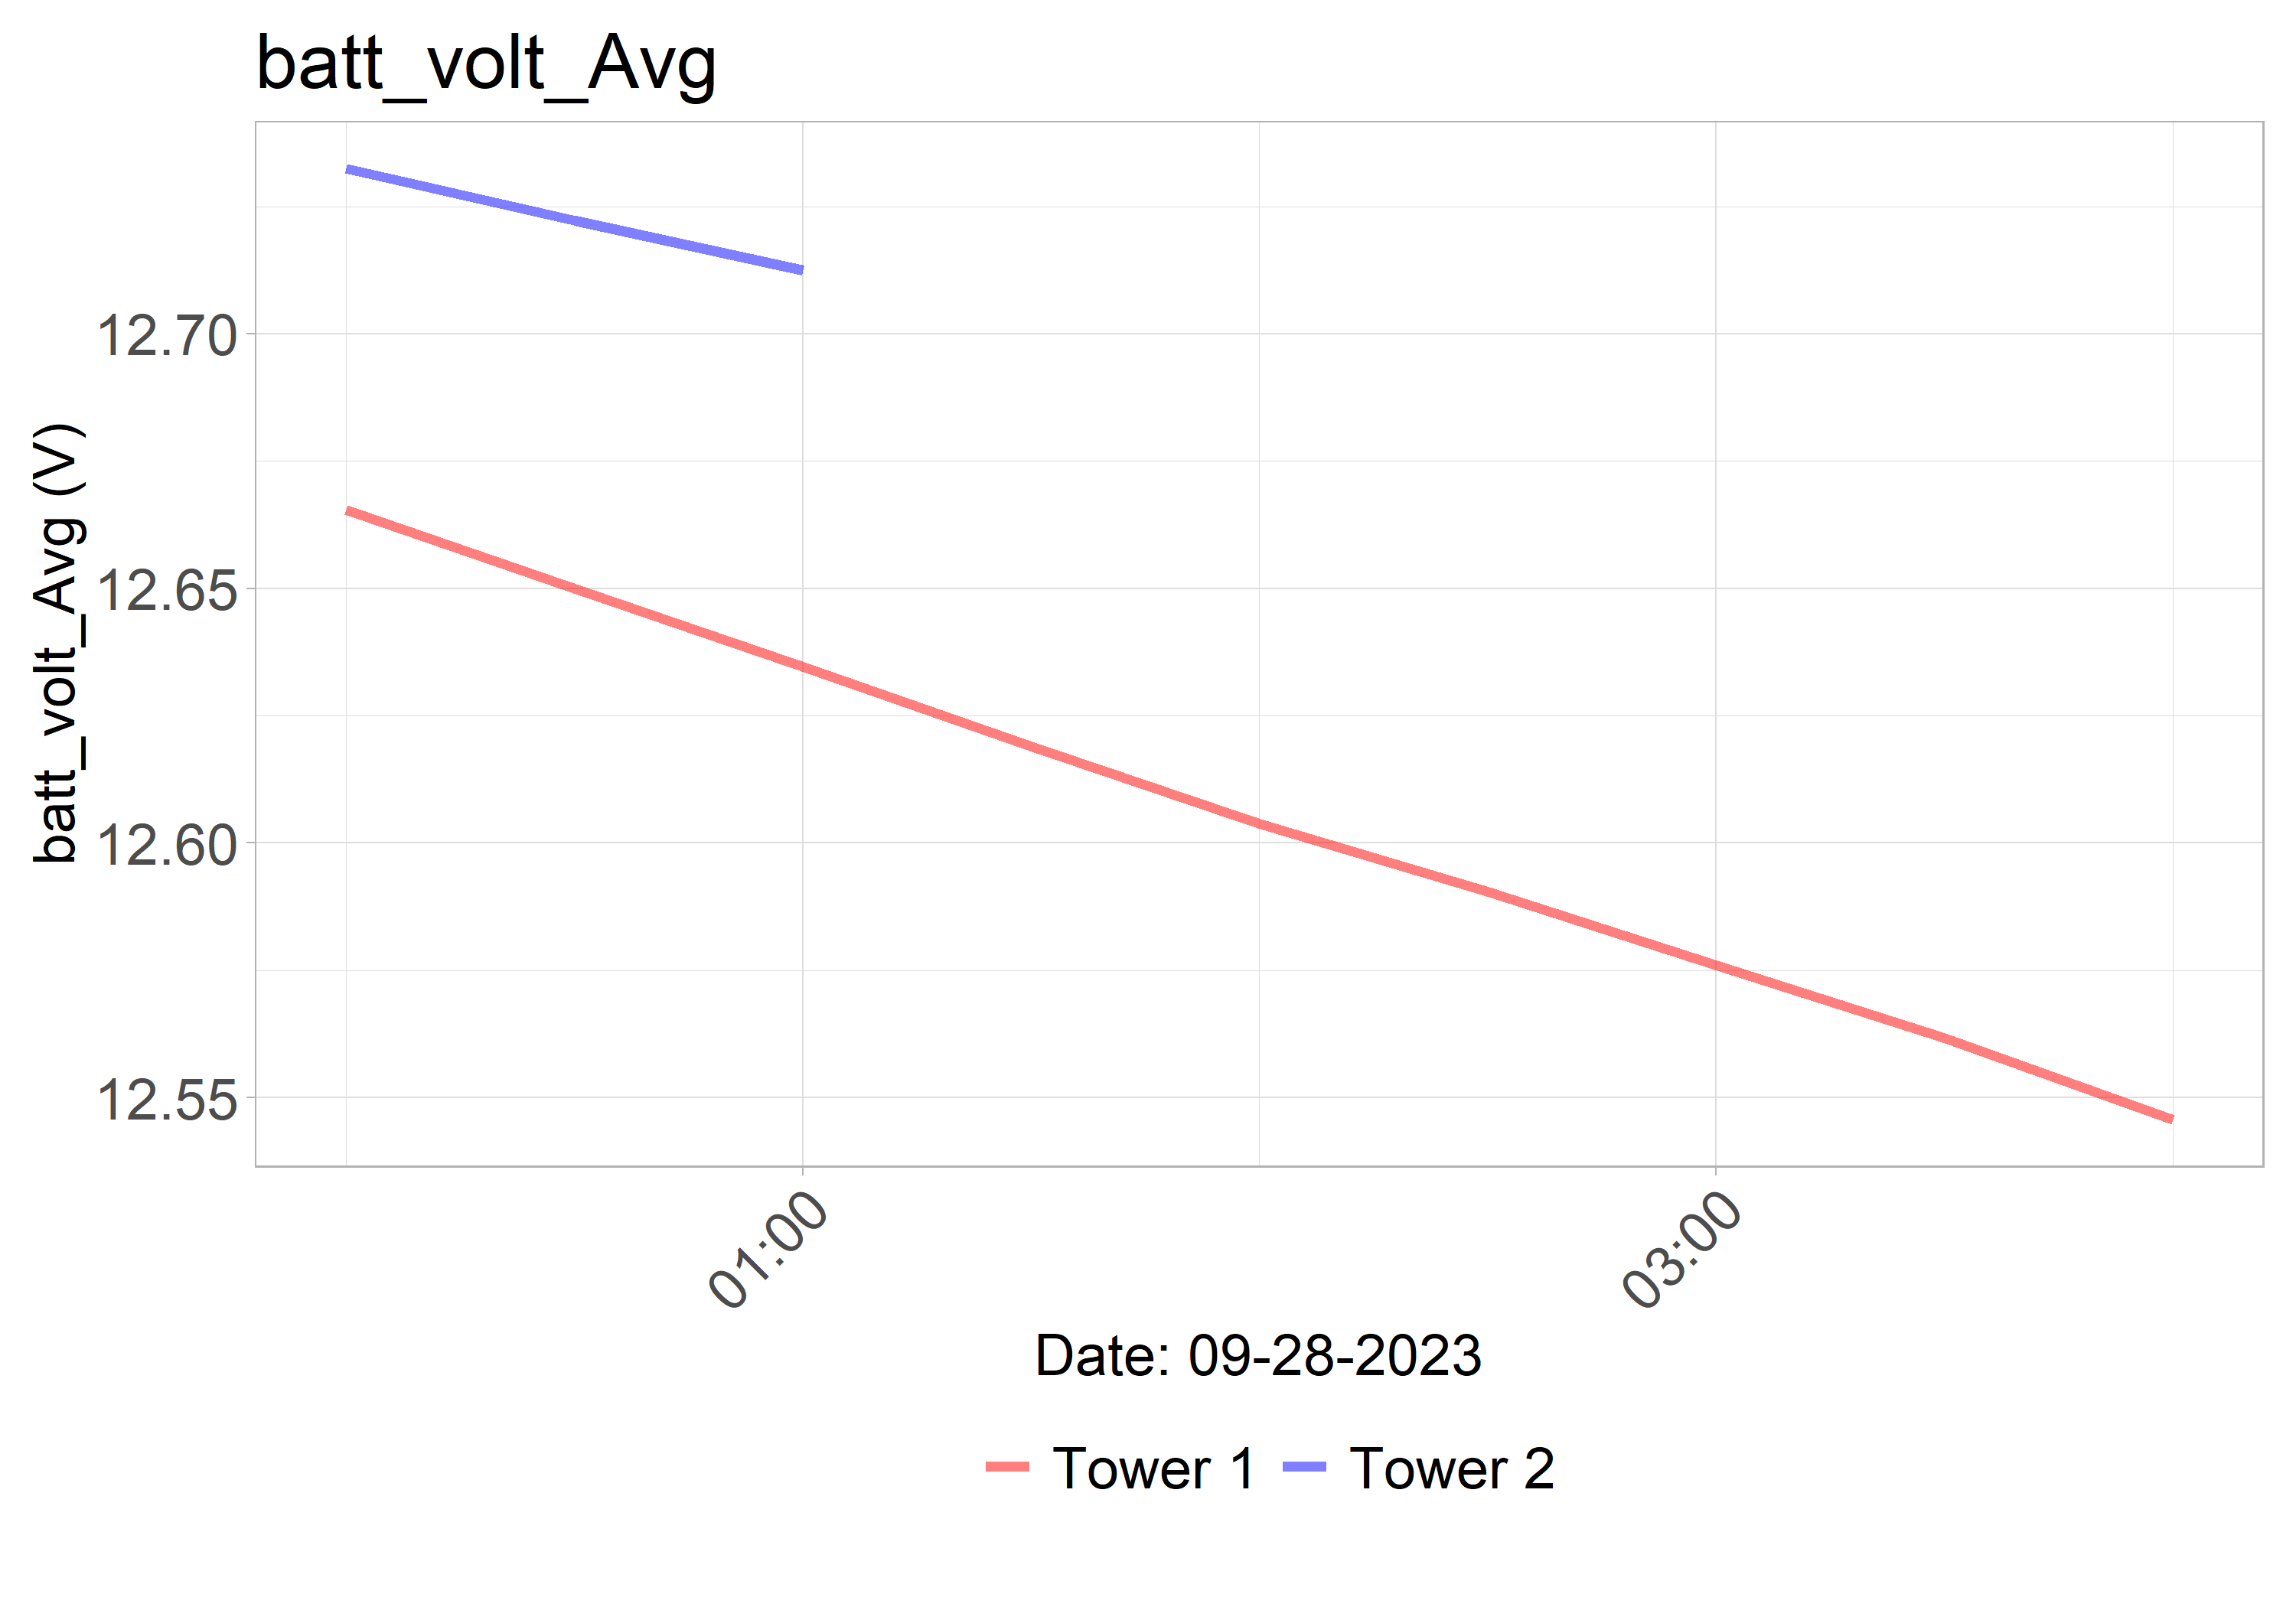 batt_volt_Avg
batt_volt_Avg (V)
12.70
12.65
12.60
12.55
01:00
03:00
Date: 09-28-2023
Tower 1
Tower 2